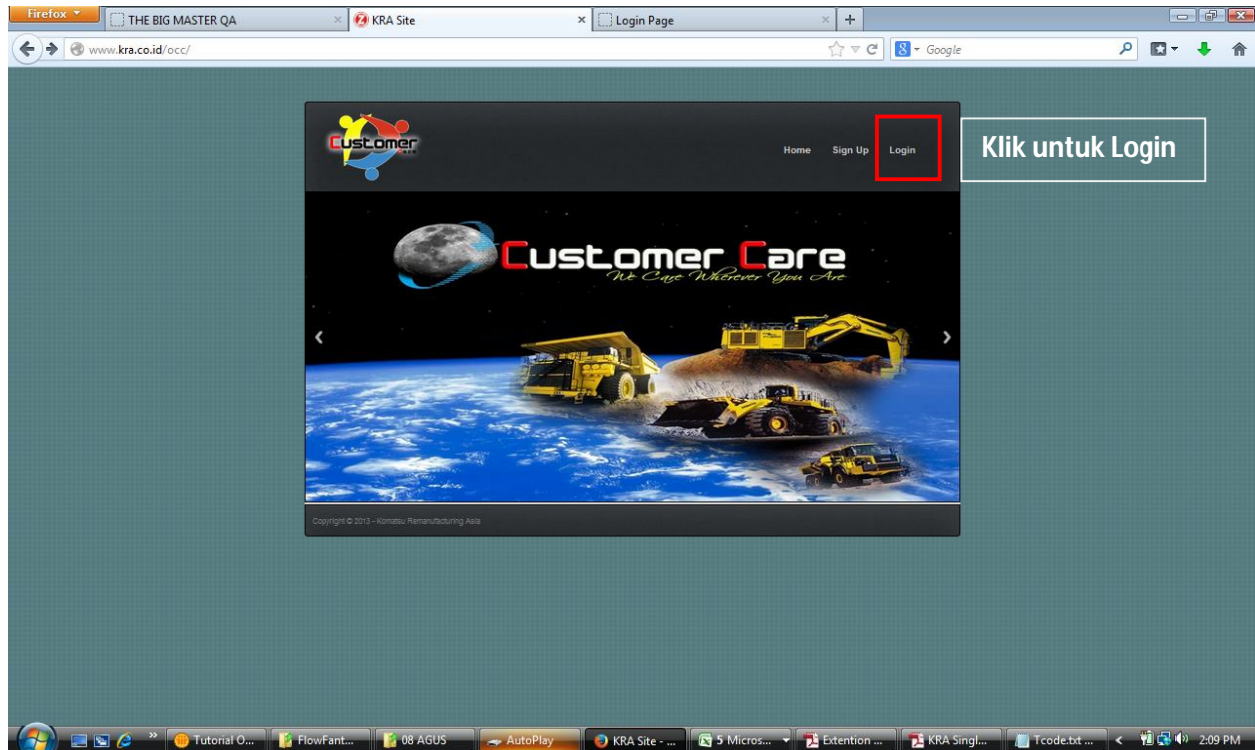 Firefox
THE BIG MASTER QA
KRA Site
Login Page
www.kra.co.id/occ/
Google
Customer
Home Sign Up Login
Klik untuk Login
Customer Care
We Care Wherever You Are
Copyright © 2013 - Komatsu Remanufacturing Asia
Tutorial O...
FlowFant...
08 AGUS
AutoPlay
KRA Site - ...
5 Micros...
Extention ...
KRA Singl...
Tcode.txt ...
2:09 PM